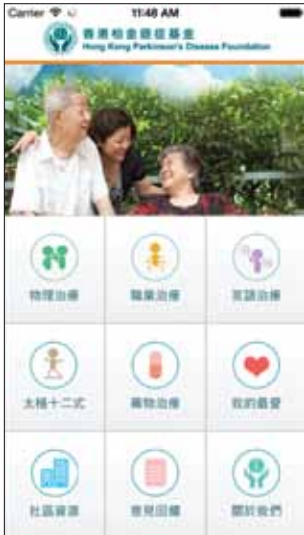 Carrier 11:48 AM
香港柏金遜症基金
Hong Kong Parkinson's Disease Foundation
物理治療
職業治療
言語治療
太極十二式
藥物治療
我的最愛
社區資源
意見回饋
關於我們